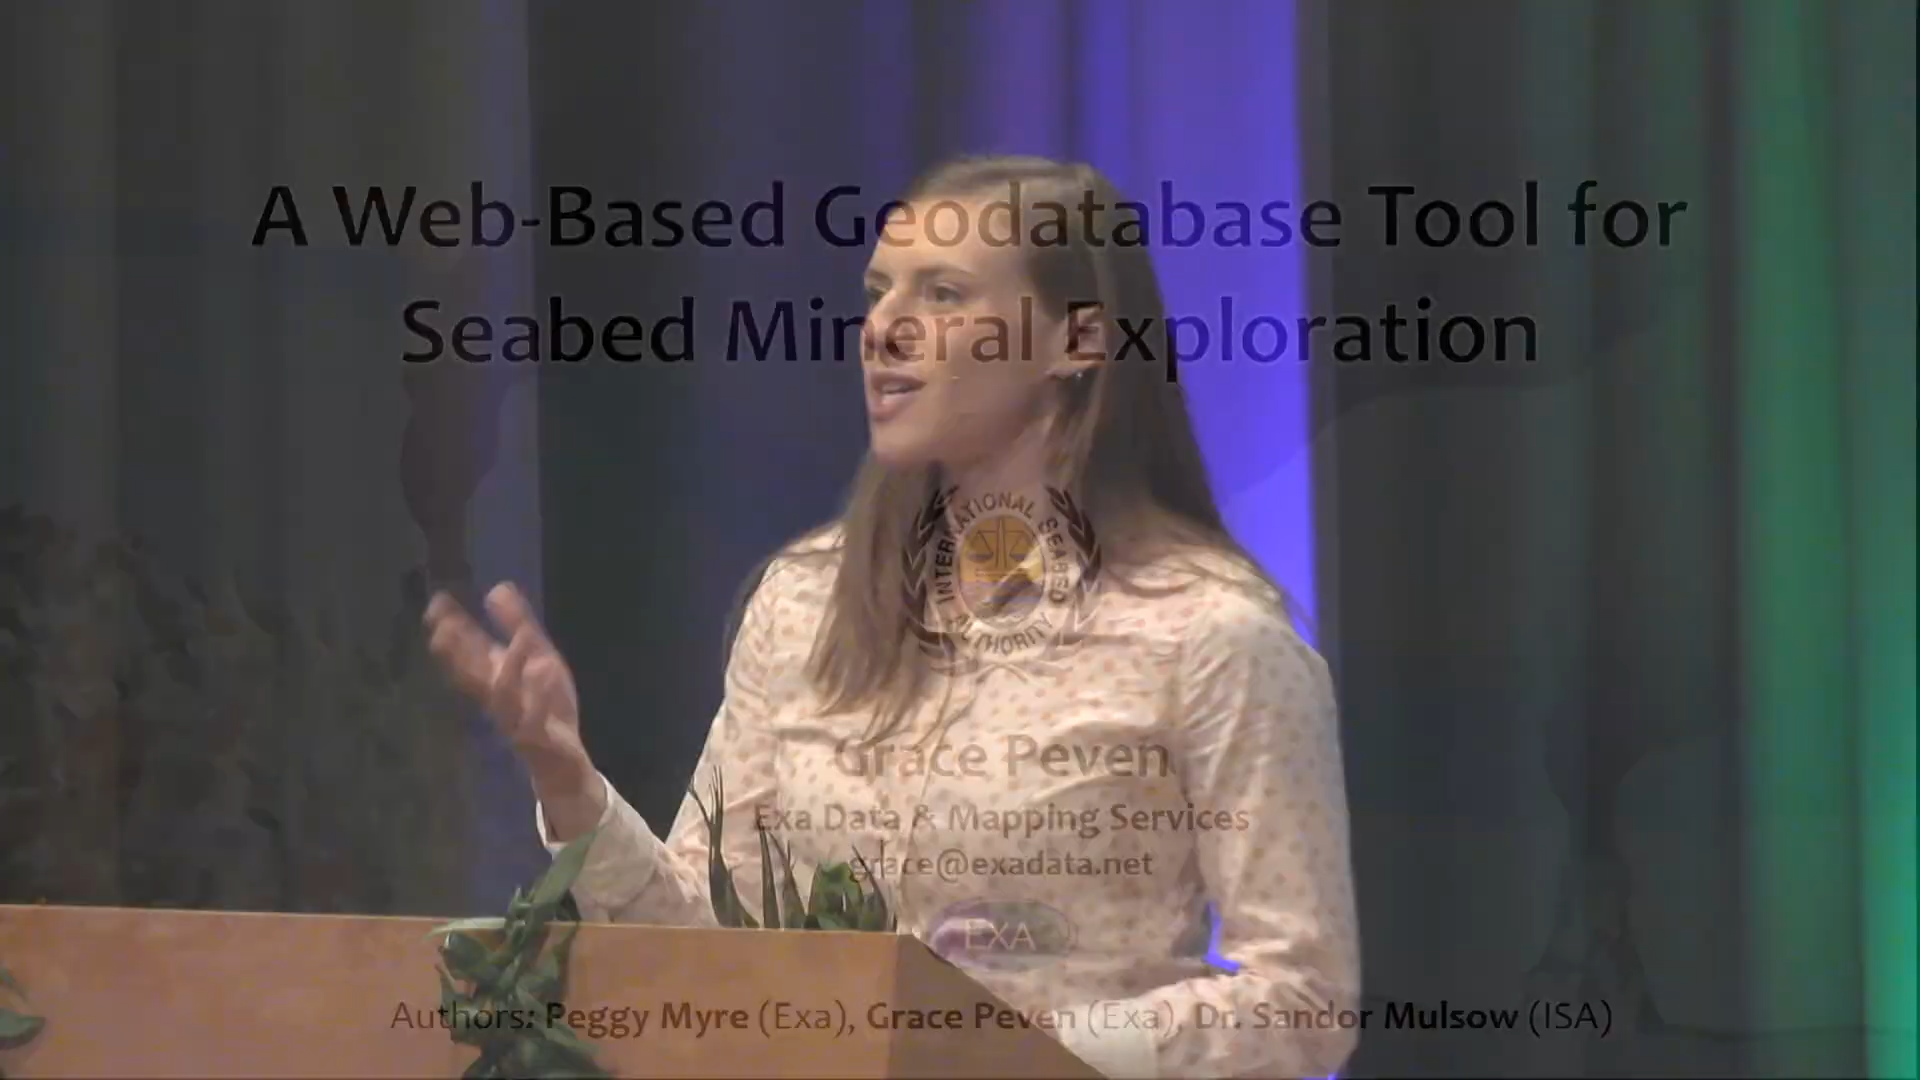 A Web-Based Geodatabase Tool for
Seabed Mineral Exploration
INTERNATIONAL SEABED
AUTHORITY
Grace Peven
Exa Data & Mapping Services
grace@exadata.net
EXA
Authors: Peggy Myre (Exa), Grace Peven (Exa), Dr. Sandor Mulsow (ISA)